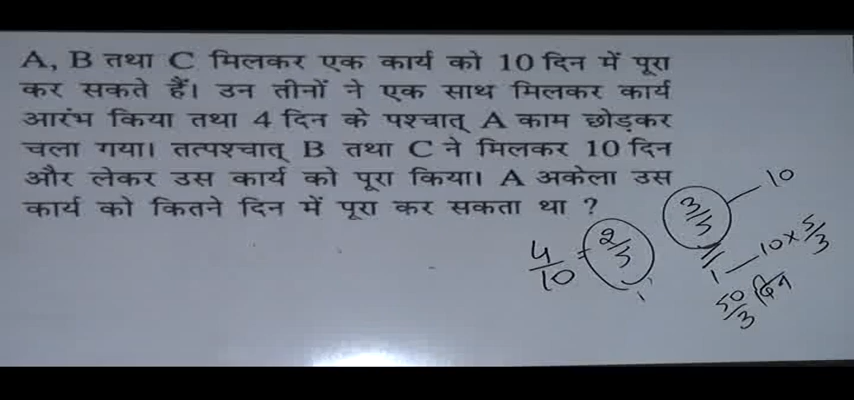 A, B तथा C मिलकर एक कार्य को 10 दिन में पूरा
कर सकते हैं। उन तीनों ने एक साथ मिलकर कार्य
आरंभ किया तथा 4 दिन के पश्चात् A काम छोड़कर
चला गया। तत्पश्चात् B तथा C ने मिलकर 10 दिन
और लेकर उस कार्य को पूरा किया। A अकेला उस
कार्य को कितने दिन में पूरा कर सकता था ?
4/10 = 2/5
3/5 — 10
1 — 10 × 5/3
50/3 दिन